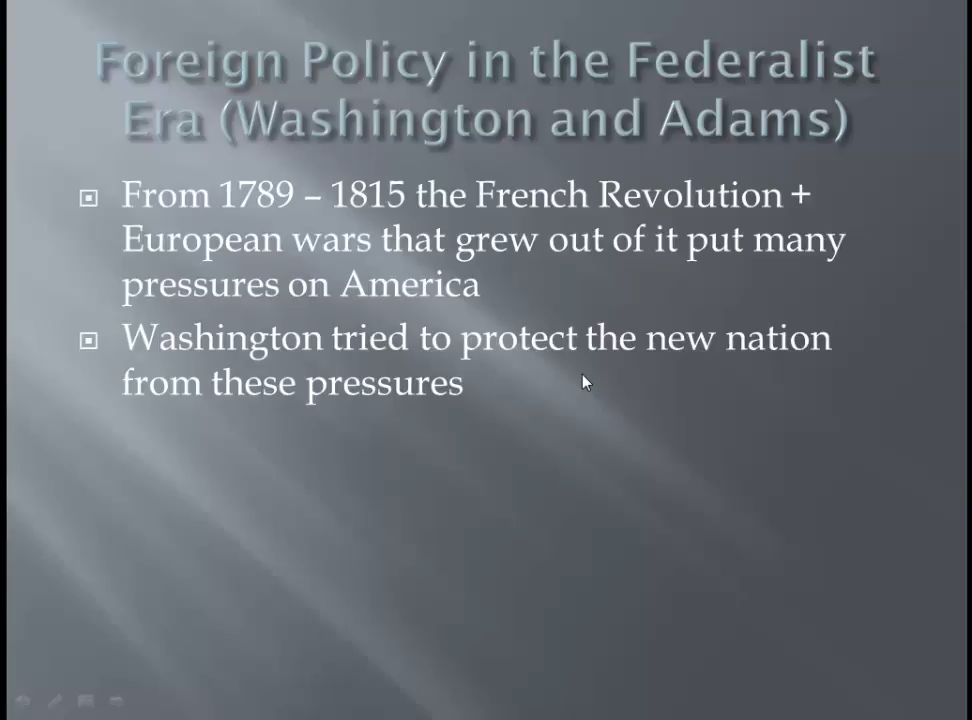 Foreign Policy in the Federalist
Era (Washington and Adams)
From 1789 – 1815 the French Revolution +
European wars that grew out of it put many
pressures on America
Washington tried to protect the new nation
from these pressures